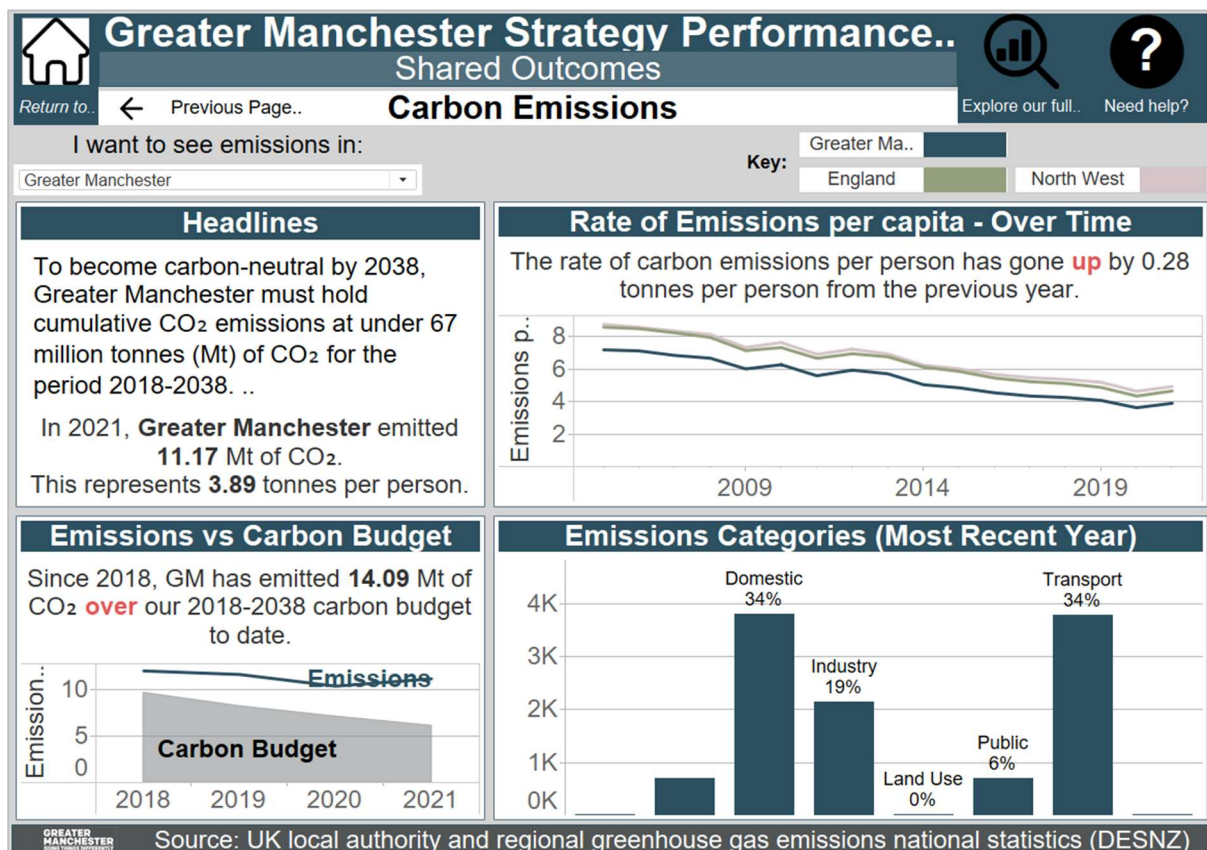 Greater Manchester Strategy Performance..
Shared Outcomes
Return to..
Previous Page..
Carbon Emissions
Explore our full..
Need help?
I want to see emissions in:
Greater Manchester
Key:
Greater Ma..
England
North West
Headlines
To become carbon-neutral by 2038,
Greater Manchester must hold
cumulative CO₂ emissions at under 67
million tonnes (Mt) of CO₂ for the
period 2018-2038. ..
In 2021, Greater Manchester emitted
11.17 Mt of CO₂.
This represents 3.89 tonnes per person.
Rate of Emissions per capita - Over Time
The rate of carbon emissions per person has gone up by 0.28
tonnes per person from the previous year.
Emissions p..
8
6
4
2
2009
2014
2019
Emissions vs Carbon Budget
Since 2018, GM has emitted 14.09 Mt of
CO₂ over our 2018-2038 carbon budget
to date.
Emission..
10
5
0
Emissions
Carbon Budget
2018
2019
2020
2021
Emissions Categories (Most Recent Year)
4K
3K
2K
1K
0K
Domestic
34%
Industry
19%
Land Use
0%
Public
6%
Transport
34%
GREATER
MANCHESTER
DOING THINGS DIFFERENTLY
Source: UK local authority and regional greenhouse gas emissions national statistics (DESNZ)